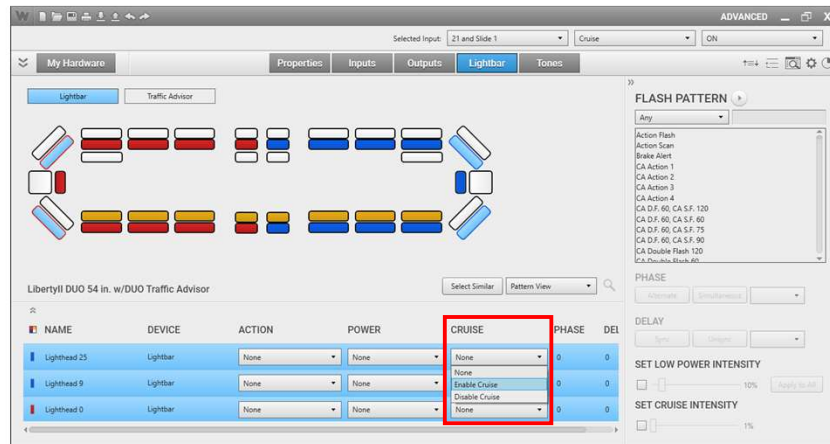 W ADVANCED
Selected Input: 21 and Slide 1 Cruise ON
My Hardware Properties Inputs Outputs Lightbar Tones
Lightbar Traffic Advisor
FLASH PATTERN
Any
Action Flash
Action Scan
Brake Alert
CA Action 1
CA Action 2
CA Action 3
CA Action 4
CA D.F. 60, CA S.F. 120
CA D.F. 60, CA S.F. 60
CA D.F. 60, CA S.F. 75
CA D.F. 60, CA S.F. 90
CA Double Flash 120
CA Double Flash 60
LibertyII DUO 54 in. w/DUO Traffic Advisor Select Similar Pattern View
PHASE
Alternate Simultaneous
DELAY
Sync Unsync
SET LOW POWER INTENSITY
10% Apply to All
SET CRUISE INTENSITY
1%
NAME DEVICE ACTION POWER CRUISE PHASE DEL
Lighthead 25 Lightbar None None None 0 0
None
Lighthead 9 Lightbar None None Enable Cruise 0 0
Disable Cruise
Lighthead 0 Lightbar None None None 0 0